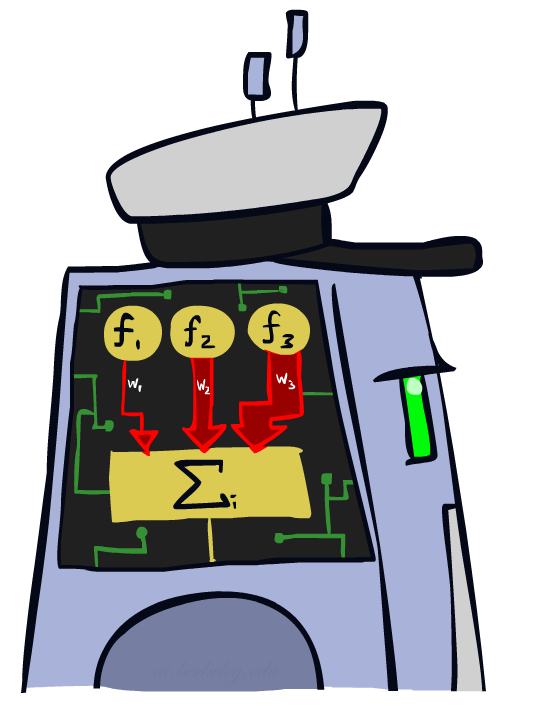 f₁ f₂ f₃
w₁ w₂ w₃
Σᵢ